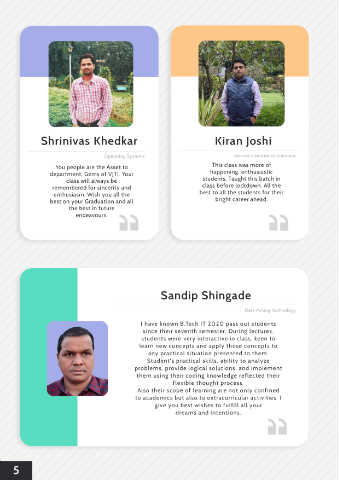 Shrinivas Khedkar
Operating Systems
You people are the Asset to
department, Gems of VJTI. Your
class will always be
remembered for sincerity and
enthusiasm. Wish you all the
best on your Graduation and all
the best in future
endeavours.
Kiran Joshi
This class was more of
happening, enthusiastic
students. Taught this batch in
class before lockdown. All the
best to all the students for their
bright career ahead.
Sandip Shingade
Data Mining Technology
I have known B.Tech IT 2020 pass out students
since their seventh semester. During lectures,
students were very interactive in class, keen to
learn new concepts and apply these concepts to
any practical situation presented to them.
Student's practical skills, ability to analyze
problems, provide logical solutions, and implement
them using their coding knowledge reflected their
flexible thought process.
Also their scope of learning are not only confined
to academics but also to extracurricular activities. I
give you best wishes to fulfill all your
dreams and intentions.
5